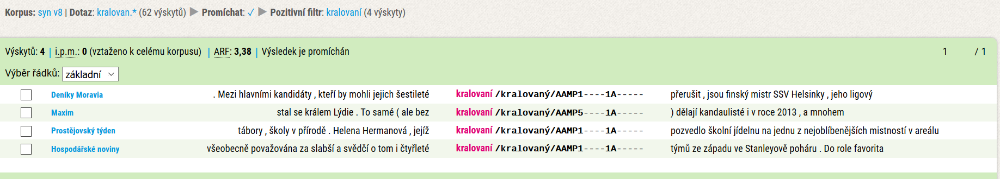 Korpus: syn v8 | Dotaz: kralovan.* (62 výskytů) ▶ Promíchat: ✓ ▶ Pozitivní filtr: kralovaní (4 výskyty)
Výskytů: 4 | i.p.m.: 0 (vztaženo k celému korpusu) | ARF: 3,38 | Výsledek je promíchán 1 / 1
Výběr řádků: základní
Deníky Moravia . Mezi hlavními kandidáty , kteří by mohli jejich šestileté kralovaní /kralovaný/AAMP1----1A----- přerušit , jsou finský mistr SSV Helsinky , jeho ligový
Maxim stal se králem Lýdie . To samé ( ale bez kralovaní /kralovaný/AAMP5----1A----- ) dělají kandaulisté i v roce 2013 , a mnohem
Prostějovský týden tábory , školy v přírodě . Helena Hermanová , jejíž kralovaní /kralovaný/AAMP1----1A----- pozvedlo školní jídelnu na jednu z nejoblíbenějších mistností v areálu
Hospodářské noviny všeobecně považována za slabší a svědčí o tom i čtyřleté kralovaní /kralovaný/AAMP1----1A----- týmů ze západu ve Stanleyově poháru . Do role favorita